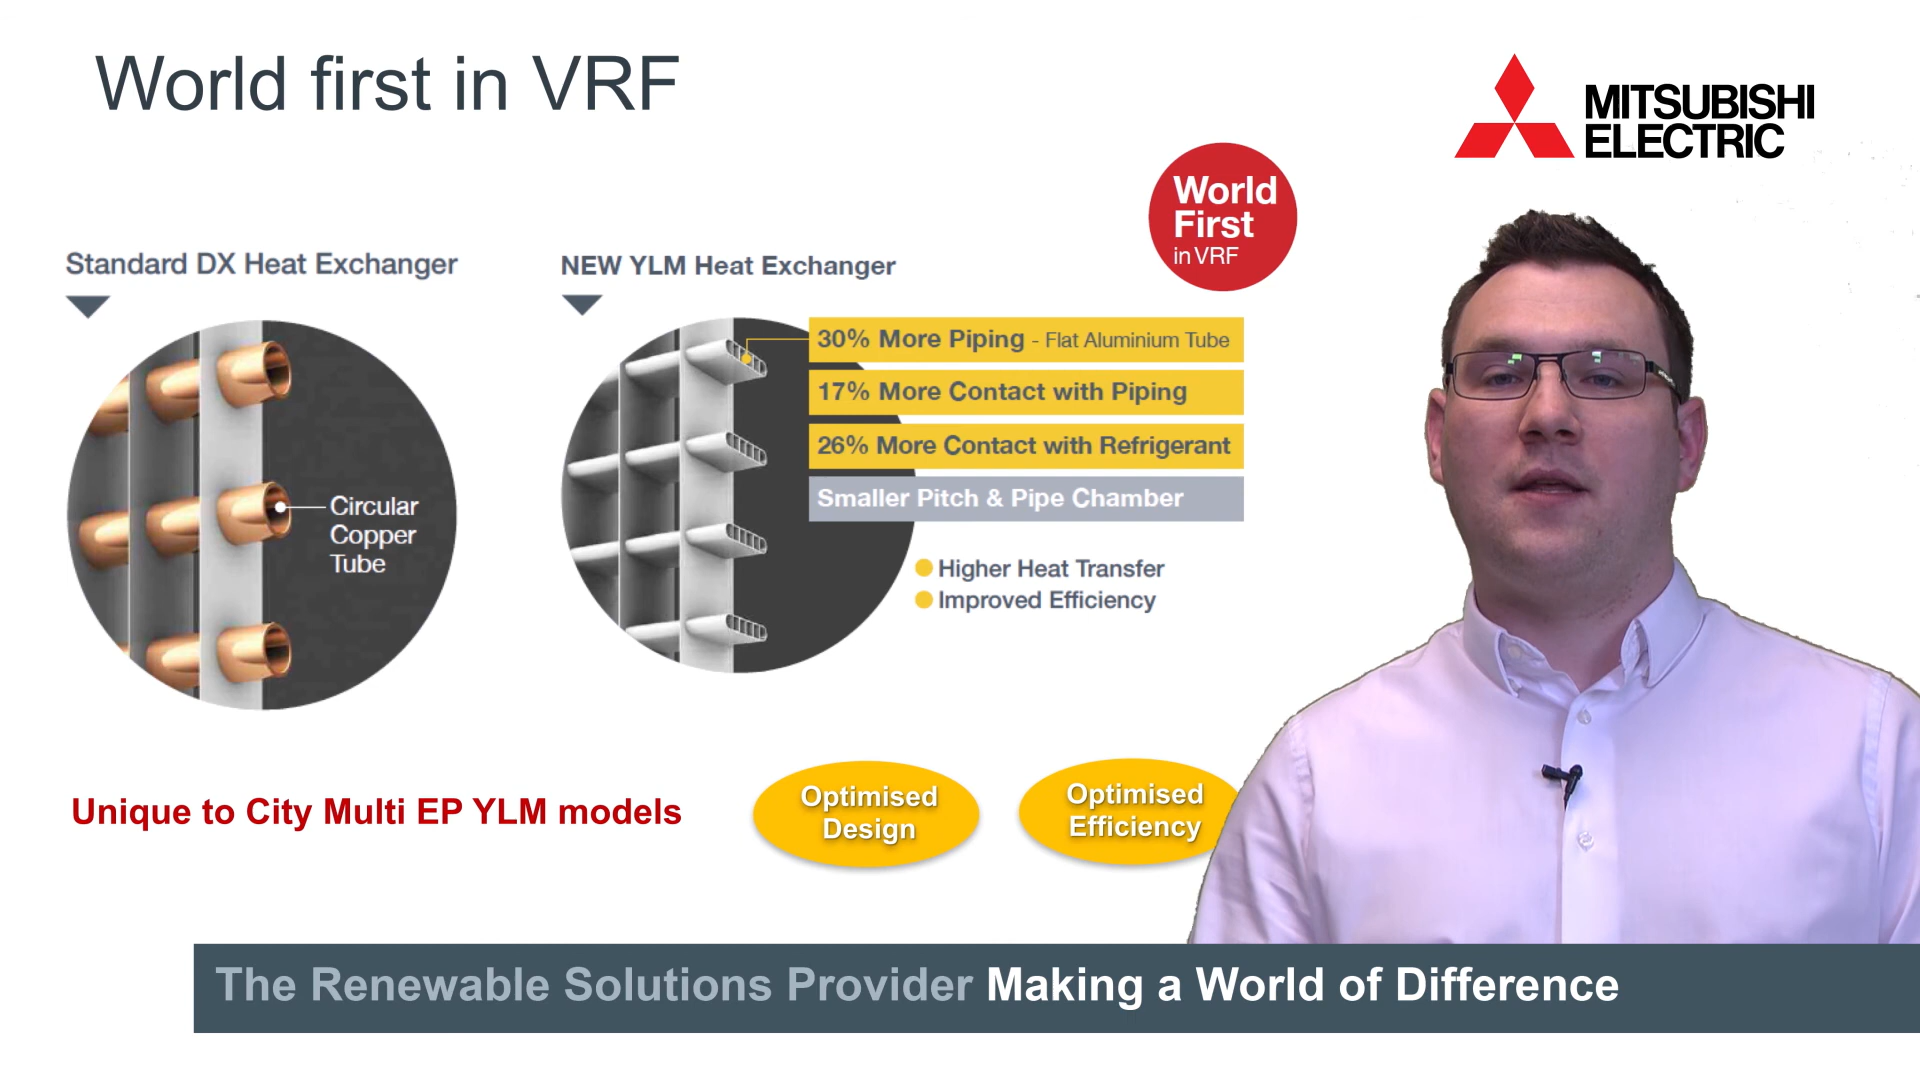 World first in VRF
MITSUBISHI
ELECTRIC
World
First
in VRF
Standard DX Heat Exchanger
NEW YLM Heat Exchanger
30% More Piping - Flat Aluminium Tube
17% More Contact with Piping
26% More Contact with Refrigerant
Smaller Pitch & Pipe Chamber
Circular
Copper
Tube
Higher Heat Transfer
Improved Efficiency
Unique to City Multi EP YLM models
Optimised
Design
Optimised
Efficiency
The Renewable Solutions Provider Making a World of Difference